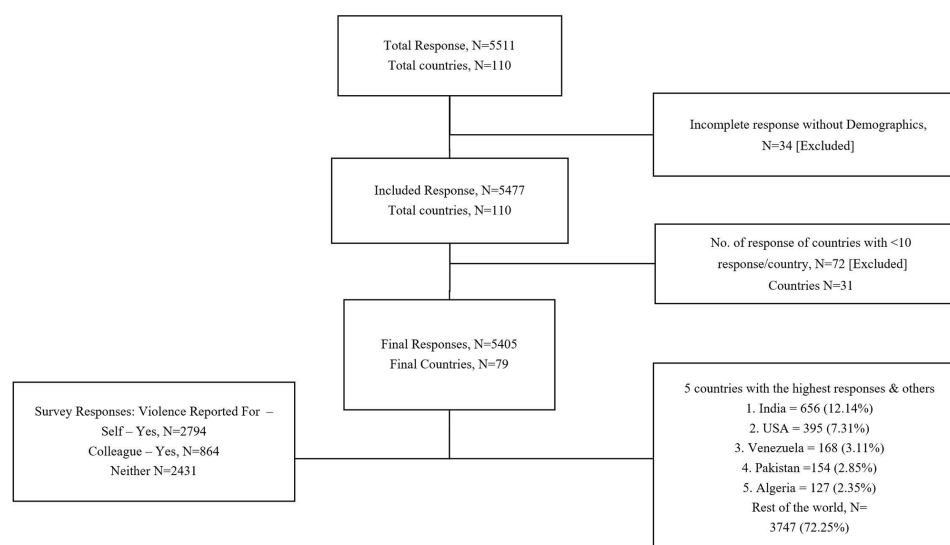 Total Response, N=5511
Total countries, N=110
Incomplete response without Demographics,
N=34 [Excluded]
Included Response, N=5477
Total countries, N=110
No. of response of countries with <10
response/country, N=72 [Excluded]
Countries N=31
Final Responses, N=5405
Final Countries, N=79
Survey Responses: Violence Reported For –
Self – Yes, N=2794
Colleague – Yes, N=864
Neither N=2431
5 countries with the highest responses & others
1. India = 656 (12.14%)
2. USA = 395 (7.31%)
3. Venezuela = 168 (3.11%)
4. Pakistan =154 (2.85%)
5. Algeria = 127 (2.35%)
Rest of the world, N=
3747 (72.25%)